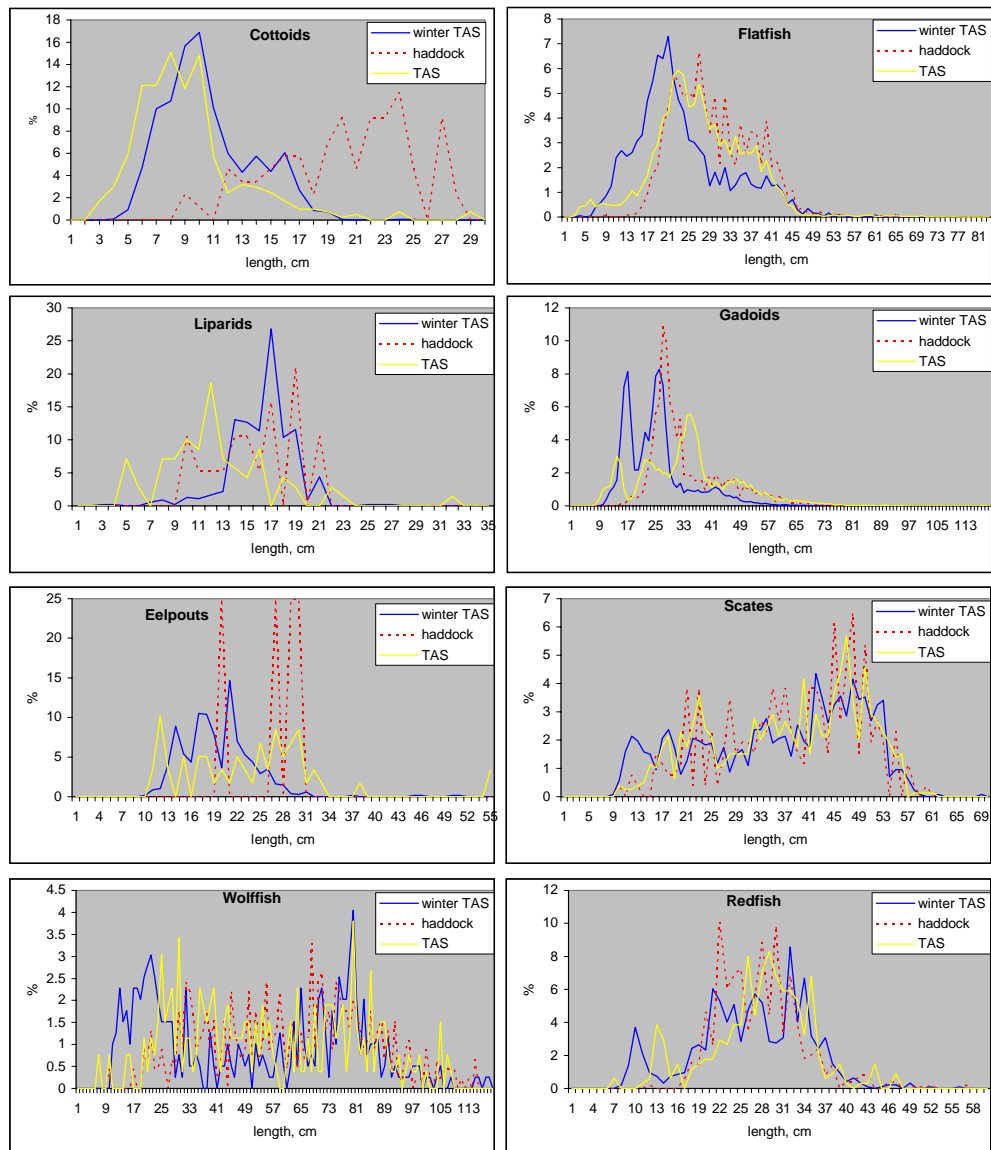 Cottoids
winter TAS
haddock
TAS
18
16
14
12
10
8
6
4
2
0
%
1 3 5 7 9 11 13 15 17 19 21 23 25 27 29
length, cm
Flatfish
winter TAS
haddock
TAS
8
7
6
5
4
3
2
1
0
%
1 5 9 13 17 21 25 29 33 37 41 45 49 53 57 61 65 69 73 77 81
length, cm
Liparids
winter TAS
haddock
TAS
30
25
20
15
10
5
0
%
1 3 5 7 9 11 13 15 17 19 21 23 25 27 29 31 33 35
length, cm
Gadoids
winter TAS
haddock
TAS
12
10
8
6
4
2
0
%
1 9 17 25 33 41 49 57 65 73 81 89 97 105 113
length, cm
Eelpouts
winter TAS
haddock
TAS
25
20
15
10
5
0
%
1 4 7 10 13 16 19 22 25 28 31 34 37 40 43 46 49 52 55
length, cm
Scates
winter TAS
haddock
TAS
7
6
5
4
3
2
1
0
%
1 5 9 13 17 21 25 29 33 37 41 45 49 53 57 61 65 69
length, cm
Wolffish
winter TAS
haddock
TAS
4.5
4
3.5
3
2.5
2
1.5
1
0.5
0
%
1 9 17 25 33 41 49 57 65 73 81 89 97 105 113
length, cm
Redfish
winter TAS
haddock
TAS
12
10
8
6
4
2
0
%
1 4 7 10 13 16 19 22 25 28 31 34 37 40 43 46 49 52 55 58
length, cm